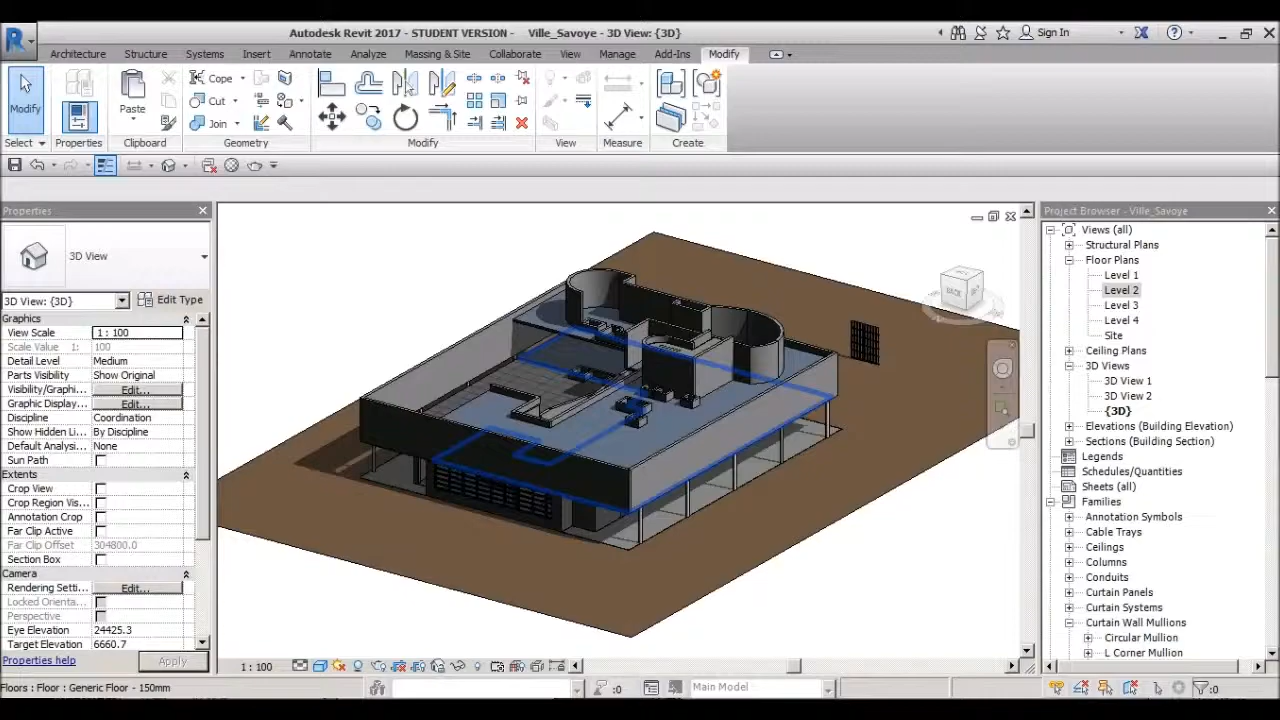 Autodesk Revit 2017 - STUDENT VERSION - Ville_Savoye - 3D View: {3D}
Sign In
Architecture Structure Systems Insert Annotate Analyze Massing & Site Collaborate View Manage Add-Ins Modify
Modify
Paste
Cope
Cut
Join
Select Properties Clipboard Geometry Modify View Measure Create
Properties
3D View
3D View: {3D}
Edit Type
Graphics
View Scale 1 : 100
Scale Value 1: 100
Detail Level Medium
Parts Visibility Show Original
Visibility/Graphi... Edit...
Graphic Display... Edit...
Discipline Coordination
Show Hidden Li... By Discipline
Default Analysi... None
Sun Path
Extents
Crop View
Crop Region Vis...
Annotation Crop
Far Clip Active
Far Clip Offset 304800.0
Section Box
Camera
Rendering Setti... Edit...
Locked Orienta...
Perspective
Eye Elevation 24425.3
Target Elevation 6660.7
Properties help
Apply
BACK
1 : 100
Project Browser - Ville_Savoye
Views (all)
Structural Plans
Floor Plans
Level 1
Level 2
Level 3
Level 4
Site
Ceiling Plans
3D Views
3D View 1
3D View 2
{3D}
Elevations (Building Elevation)
Sections (Building Section)
Legends
Schedules/Quantities
Sheets (all)
Families
Annotation Symbols
Cable Trays
Ceilings
Columns
Conduits
Curtain Panels
Curtain Systems
Curtain Wall Mullions
Circular Mullion
L Corner Mullion
Floors : Floor : Generic Floor - 150mm
:0
Main Model
:0